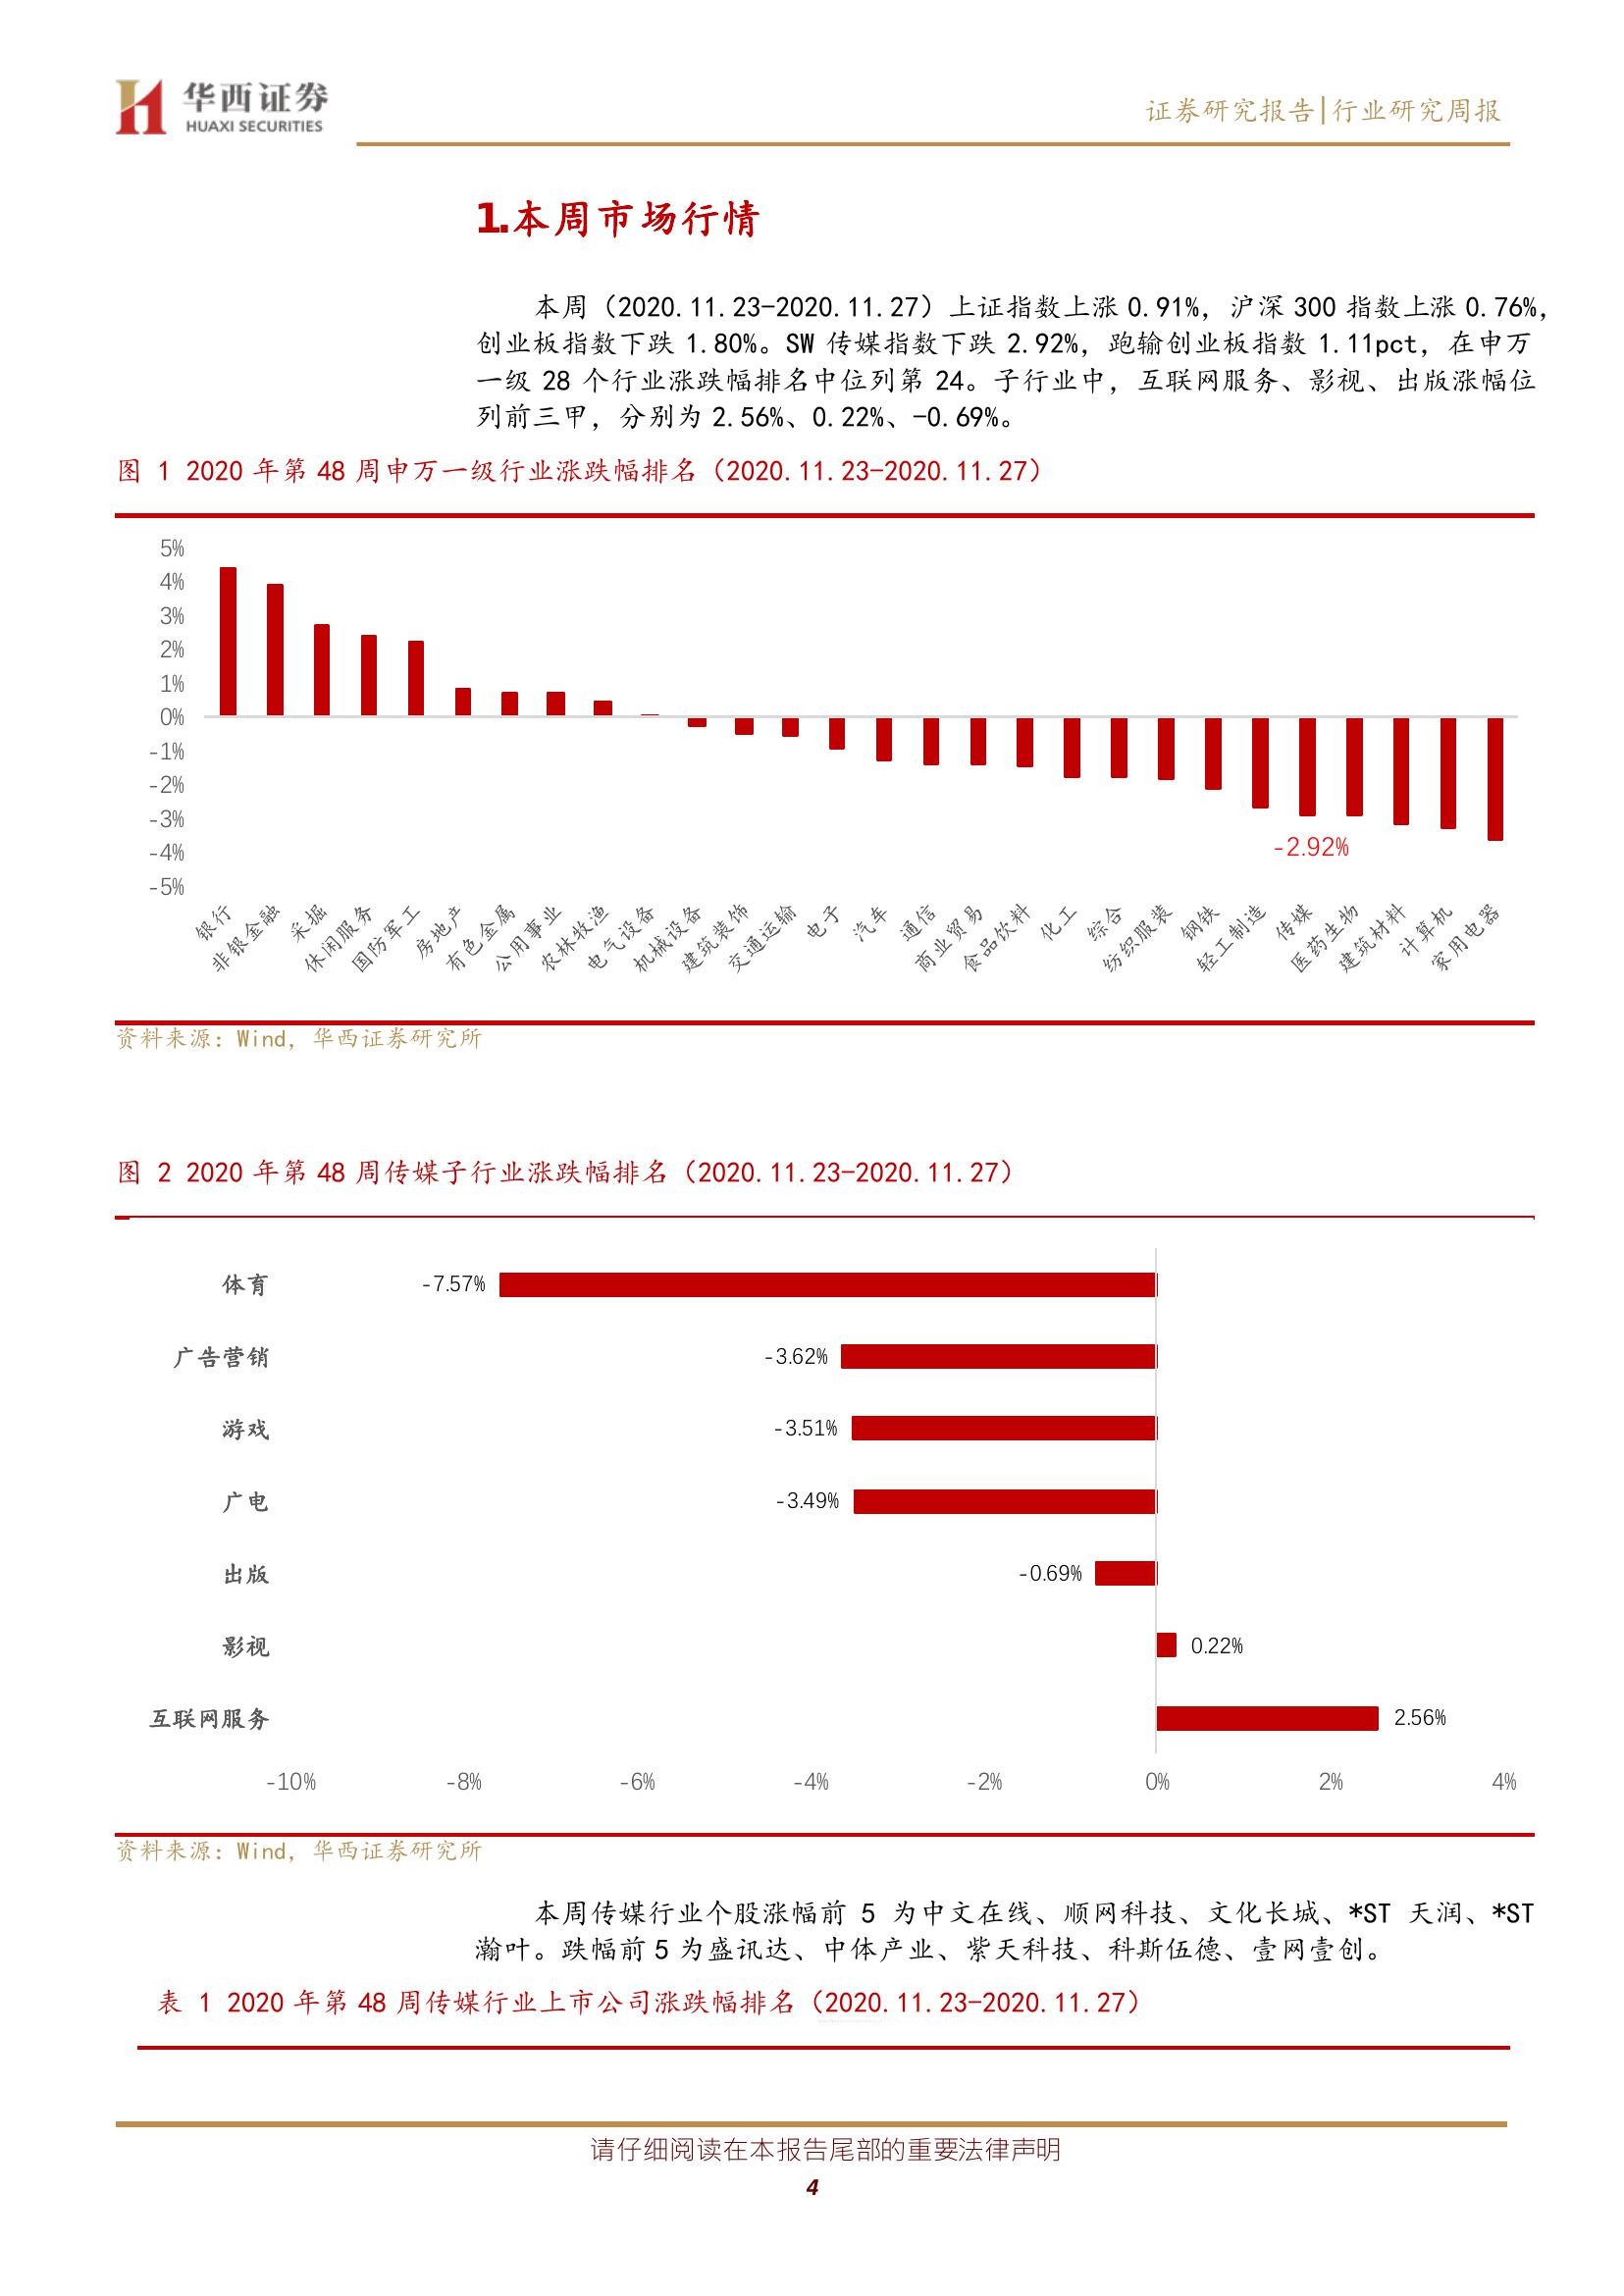 华西证券
HUAXI SECURITIES
证券研究报告|行业研究周报
1.本周市场行情
本周（2020.11.23-2020.11.27）上证指数上涨 0.91%，沪深 300 指数上涨 0.76%，
创业板指数下跌 1.80%。SW 传媒指数下跌 2.92%，跑输创业板指数 1.11pct，在申万
一级 28 个行业涨跌幅排名中位列第 24。子行业中，互联网服务、影视、出版涨幅位
列前三甲，分别为 2.56%、0.22%、-0.69%。
图 1 2020 年第 48 周申万一级行业涨跌幅排名（2020.11.23-2020.11.27）
5%
4%
3%
2%
1%
0%
-1%
-2%
-3%
-4%
-5%
-2.92%
银行
非银金融
采掘
休闲服务
国防军工
房地产
有色金属
公用事业
农林牧渔
电气设备
机械设备
建筑装饰
交通运输
电子
汽车
通信
商业贸易
食品饮料
化工
综合
纺织服装
钢铁
轻工制造
传媒
医药生物
建筑材料
计算机
家用电器
资料来源：Wind，华西证券研究所
图 2 2020 年第 48 周传媒子行业涨跌幅排名（2020.11.23-2020.11.27）
体育 -7.57%
广告营销 -3.62%
游戏 -3.51%
广电 -3.49%
出版 -0.69%
影视 0.22%
互联网服务 2.56%
-10% -8% -6% -4% -2% 0% 2% 4%
资料来源：Wind，华西证券研究所
本周传媒行业个股涨幅前 5 为中文在线、顺网科技、文化长城、*ST 天润、*ST
瀚叶。跌幅前 5 为盛讯达、中体产业、紫天科技、科斯伍德、壹网壹创。
表 1 2020 年第 48 周传媒行业上市公司涨跌幅排名（2020.11.23-2020.11.27）
请仔细阅读在本报告尾部的重要法律声明
4